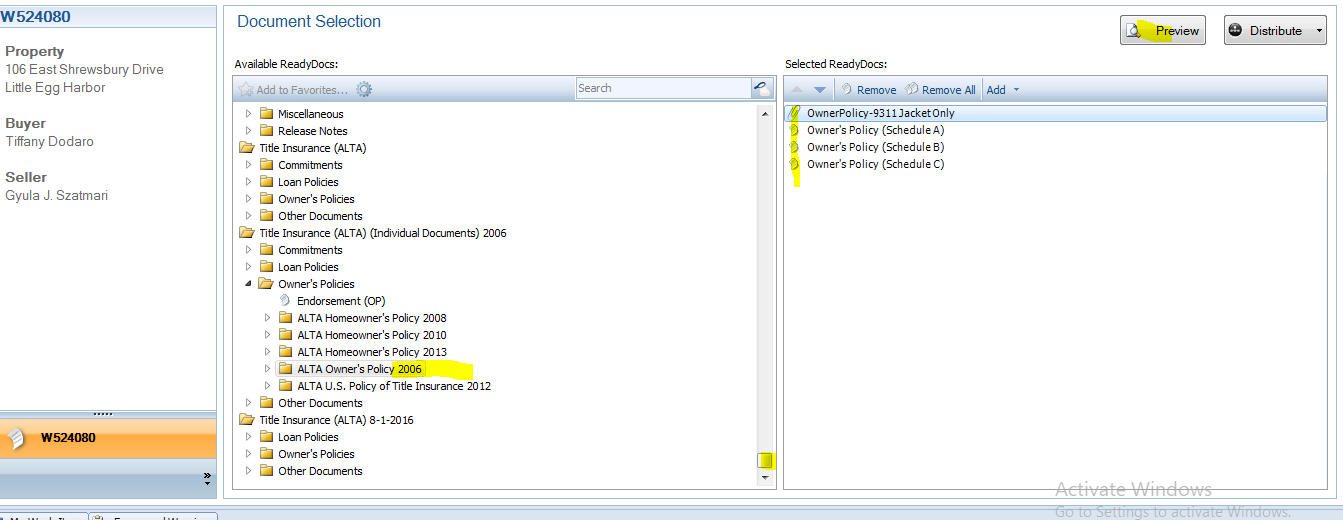 W524080
Property
106 East Shrewsbury Drive
Little Egg Harbor
Buyer
Tiffany Dodaro
Seller
Gyula J. Szatmari
W524080
Document Selection
Preview
Distribute
Available ReadyDocs:
Add to Favorites...
Search
Miscellaneous
Release Notes
Title Insurance (ALTA)
Commitments
Loan Policies
Owner's Policies
Other Documents
Title Insurance (ALTA) (Individual Documents) 2006
Commitments
Loan Policies
Owner's Policies
Endorsement (OP)
ALTA Homeowner's Policy 2008
ALTA Homeowner's Policy 2010
ALTA Homeowner's Policy 2013
ALTA Owner's Policy 2006
ALTA U.S. Policy of Title Insurance 2012
Other Documents
Title Insurance (ALTA) 8-1-2016
Loan Policies
Owner's Policies
Other Documents
Selected ReadyDocs:
Remove
Remove All
Add
OwnerPolicy-9311 Jacket Only
Owner's Policy (Schedule A)
Owner's Policy (Schedule B)
Owner's Policy (Schedule C)
Activate Windows
Go to Settings to activate Windows.